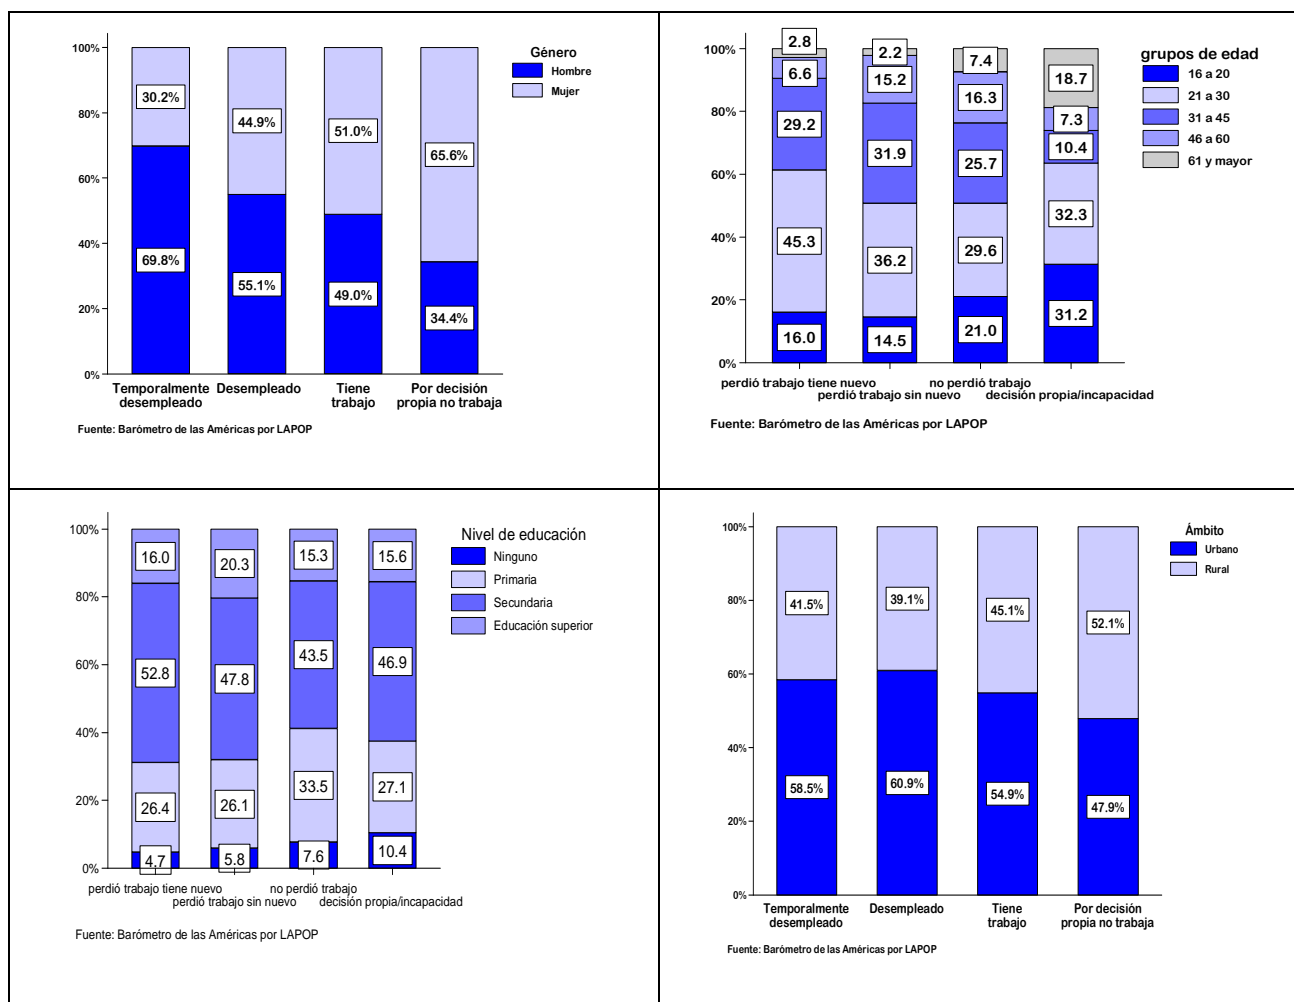 Género
Hombre
Mujer
100%
80%
60%
40%
20%
0%
30.2%
44.9%
51.0%
65.6%
69.8%
55.1%
49.0%
34.4%
Temporalmente desempleado
Desempleado
Tiene trabajo
Por decisión propia no trabaja
Fuente: Barómetro de las Américas por LAPOP
grupos de edad
16 a 20
21 a 30
31 a 45
46 a 60
61 y mayor
100%
80%
60%
40%
20%
0%
2.8
2.2
7.4
18.7
6.6
15.2
16.3
7.3
29.2
31.9
25.7
10.4
45.3
36.2
29.6
32.3
16.0
14.5
21.0
31.2
perdió trabajo tiene nuevo
perdió trabajo sin nuevo
no perdió trabajo
decisión propia/incapacidad
Fuente: Barómetro de las Américas por LAPOP
Nivel de educación
Ninguno
Primaria
Secundaria
Educación superior
100%
80%
60%
40%
20%
0%
16.0
20.3
15.3
15.6
52.8
47.8
43.5
46.9
26.4
26.1
33.5
27.1
4.7
5.8
7.6
10.4
perdió trabajo tiene nuevo
perdió trabajo sin nuevo
no perdió trabajo
decisión propia/incapacidad
Fuente: Barómetro de las Américas por LAPOP
Ámbito
Urbano
Rural
100%
80%
60%
40%
20%
0%
41.5%
39.1%
45.1%
52.1%
58.5%
60.9%
54.9%
47.9%
Temporalmente desempleado
Desempleado
Tiene trabajo
Por decisión propia no trabaja
Fuente: Barómetro de las Américas por LAPOP